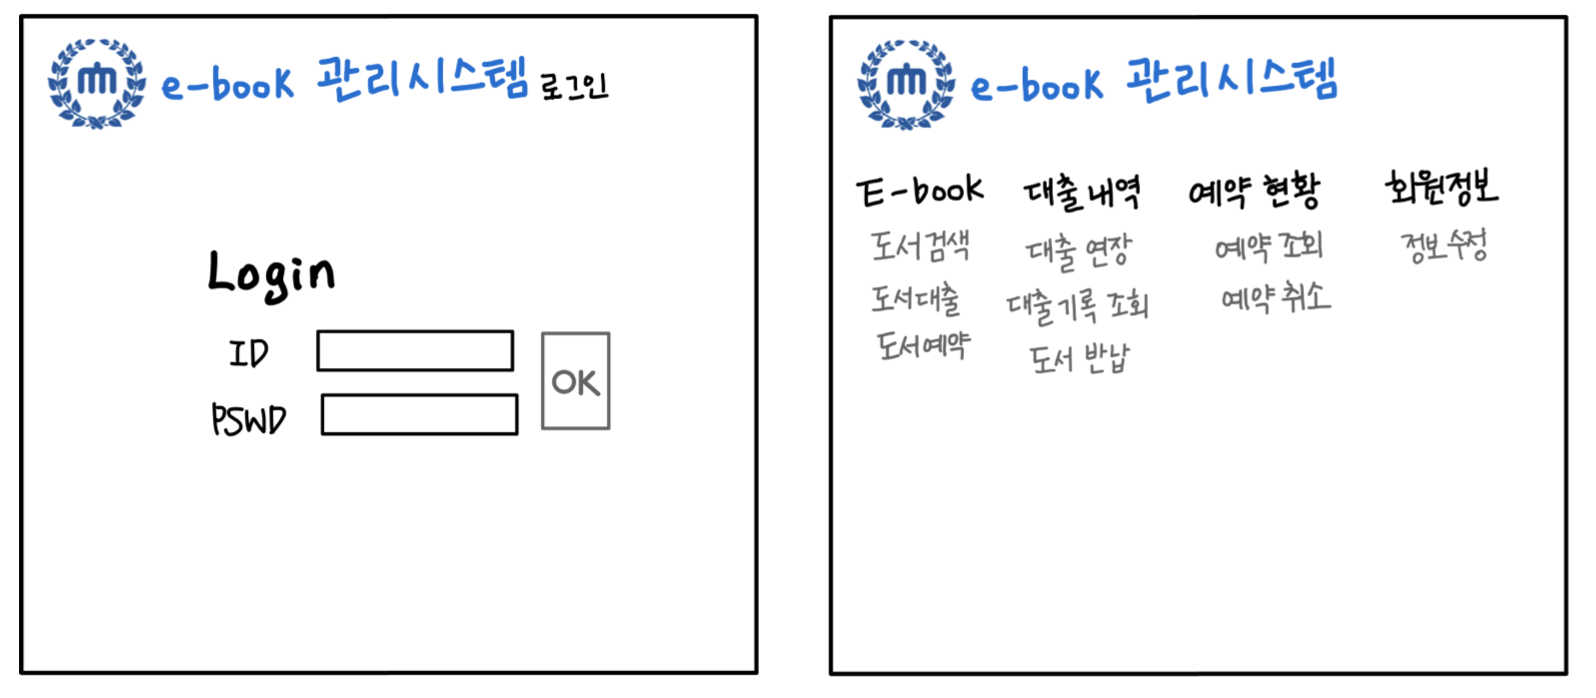 e-book 관리시스템 로그인
Login
ID
OK
PSWD
e-book 관리시스템
E-book 대출내역 예약 현황 회원정보
도서검색 대출 연장 예약 조회 정보수정
도서대출 대출기록 조회 예약 취소
도서예약 도서 반납